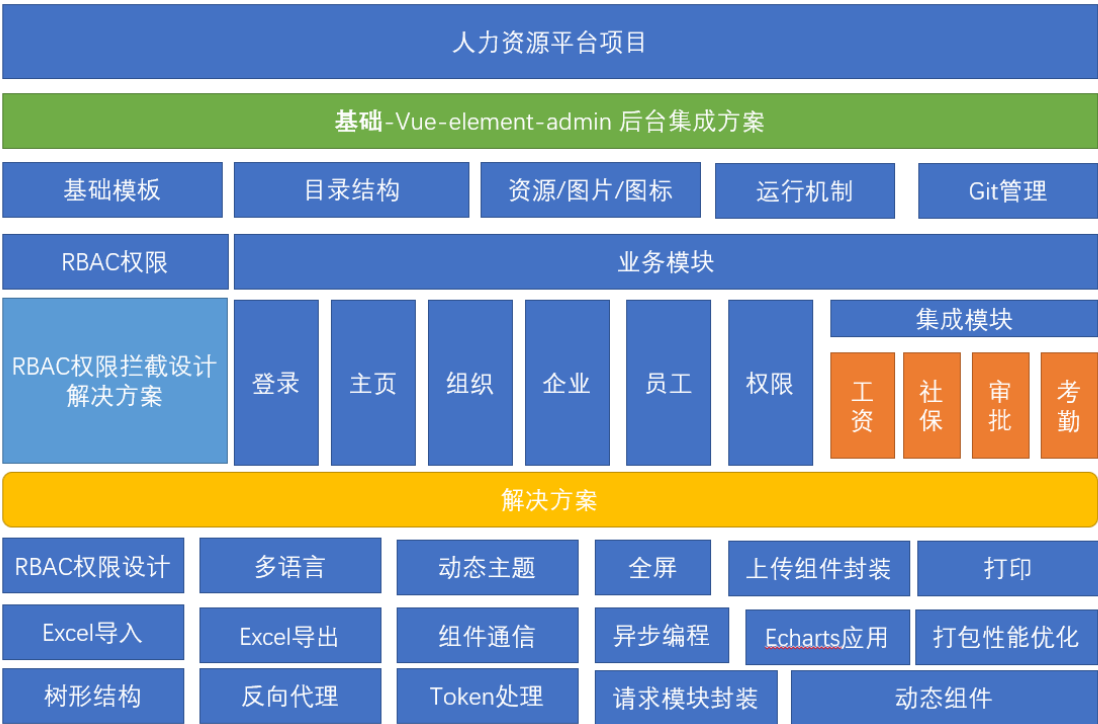 人力资源平台项目
基础-Vue-element-admin 后台集成方案
基础模板
目录结构
资源/图片/图标
运行机制
Git管理
RBAC权限
业务模块
RBAC权限拦截设计
解决方案
登录
主页
组织
企业
员工
权限
集成模块
工
资
社
保
审
批
考
勤
解决方案
RBAC权限设计
多语言
动态主题
全屏
上传组件封装
打印
Excel导入
Excel导出
组件通信
异步编程
Echarts应用
打包性能优化
树形结构
反向代理
Token处理
请求模块封装
动态组件